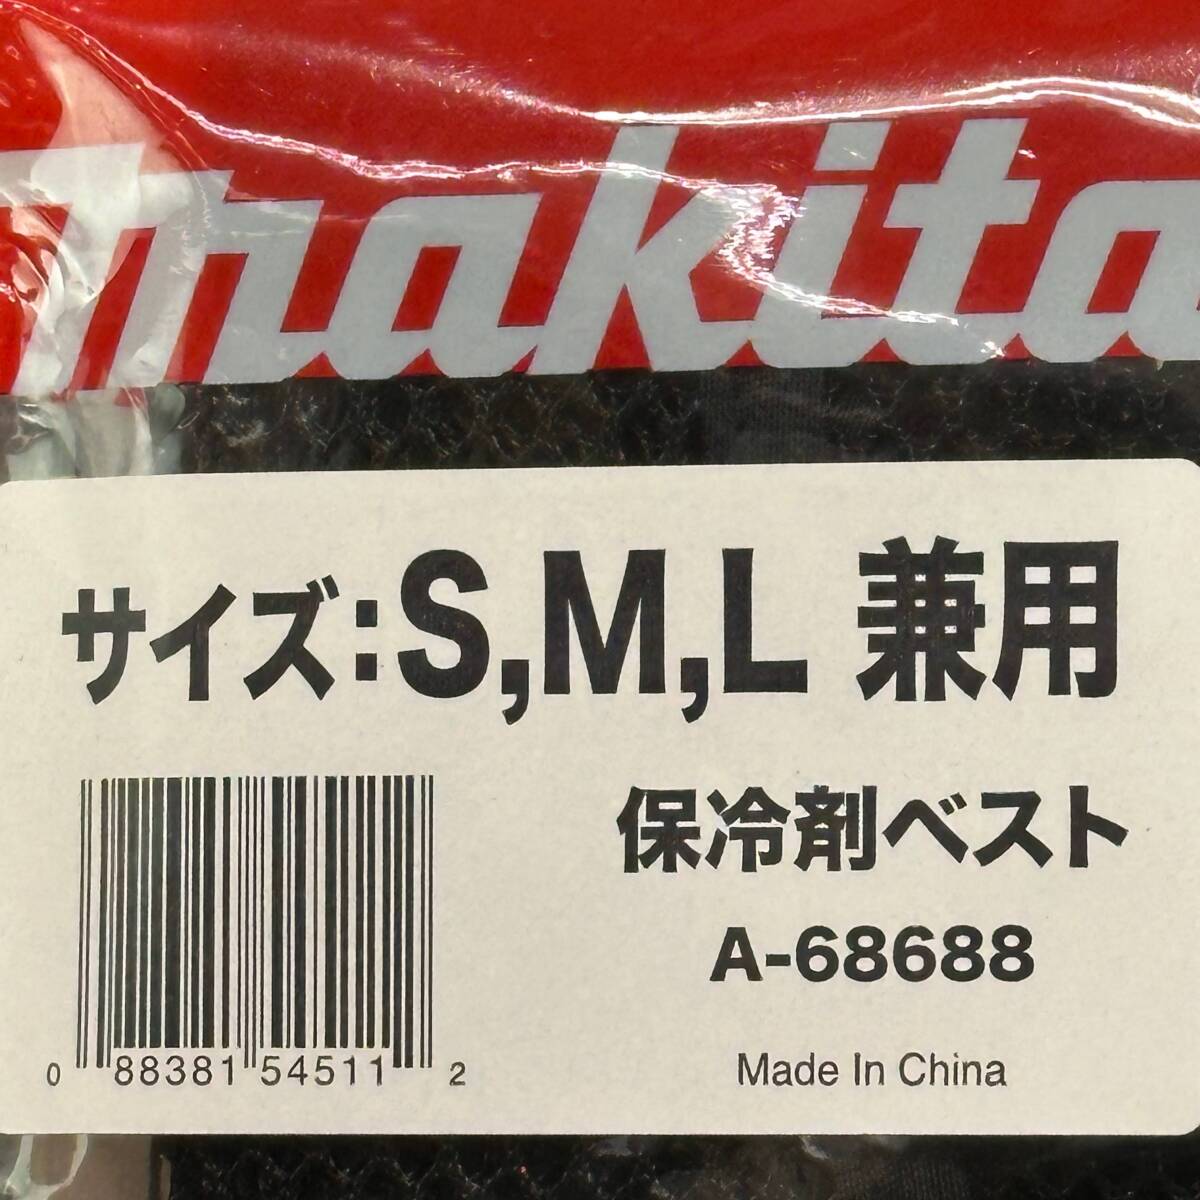 makita
サイズ:S,M,L 兼用
保冷剤ベスト
A-68688
Made In China
0 88381 54511 2